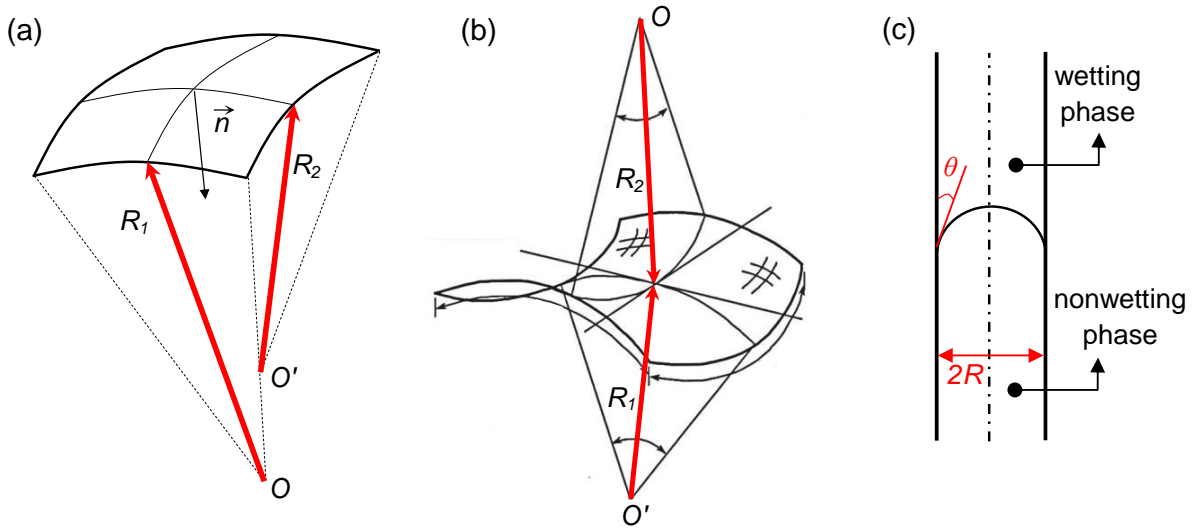 (a)
n
R₁
R₂
O'
O
(b)
O
R₂
R₁
O'
(c)
wetting
phase
θ
nonwetting
phase
2R